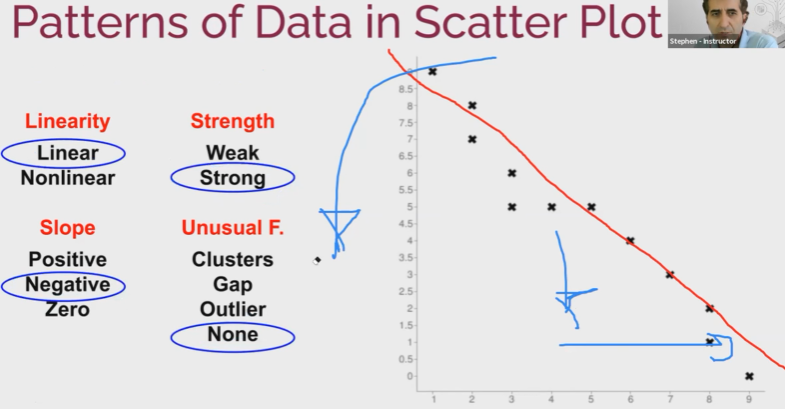 Patterns of Data in Scatter Plot
Stephen - Instructor
Linearity
Linear
Nonlinear
Strength
Weak
Strong
Slope
Positive
Negative
Zero
Unusual F.
Clusters
Gap
Outlier
None
9
8.5
8
7.5
7
6.5
6
5.5
5
4.5
4
3.5
3
2.5
2
1.5
1
0.5
0
1 2 3 4 5 6 7 8 9